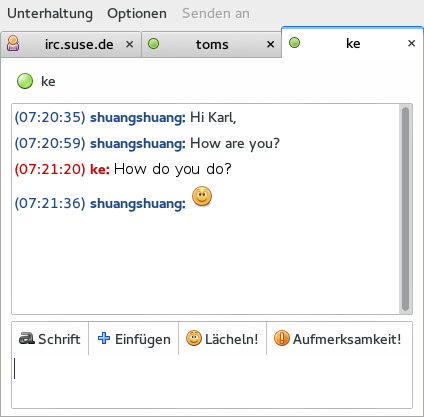 Unterhaltung Optionen Senden an
irc.suse.de × toms × ke ×
ke
(07:20:35) shuangshuang: Hi Karl,
(07:20:59) shuangshuang: How are you?
(07:21:20) ke: How do you do?
(07:21:36) shuangshuang:
Schrift Einfügen Lächeln! Aufmerksamkeit!